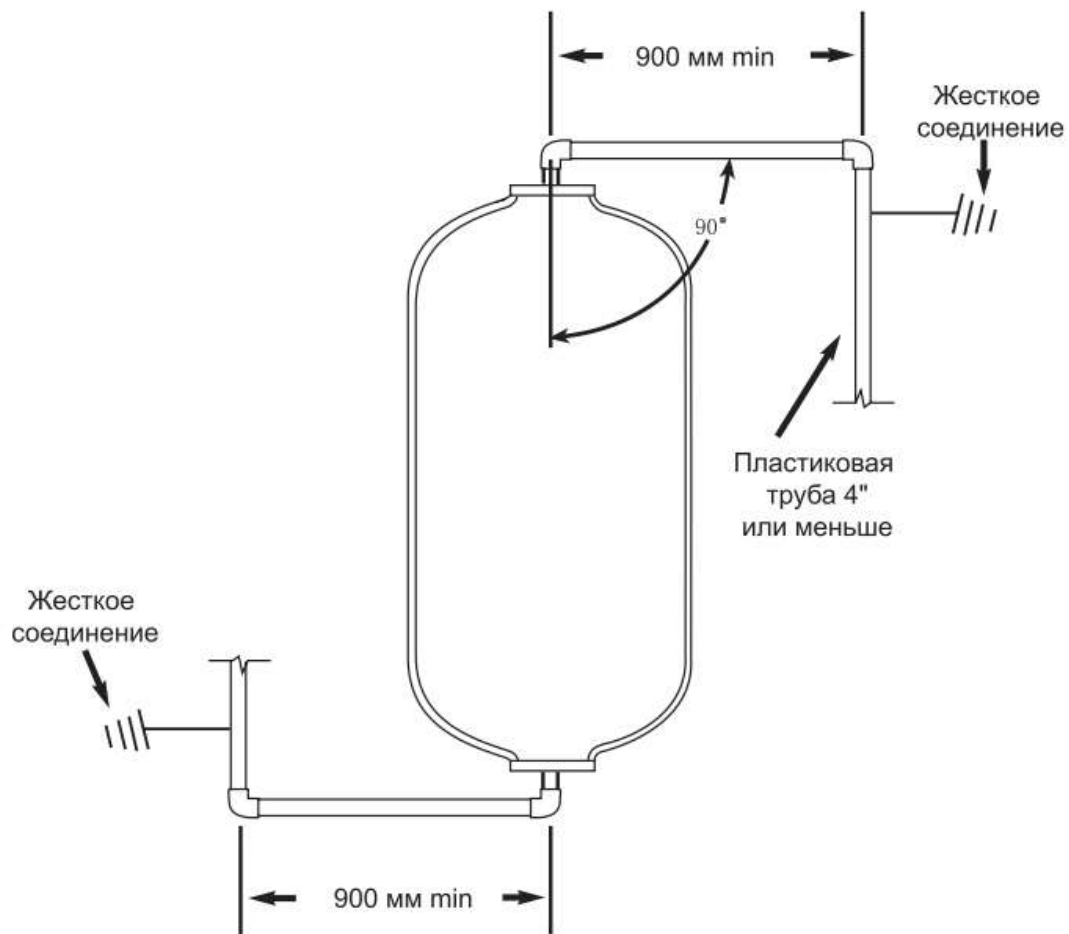 900 мм min
Жесткое
соединение
90°
Пластиковая
труба 4"
или меньше
Жесткое
соединение
900 мм min